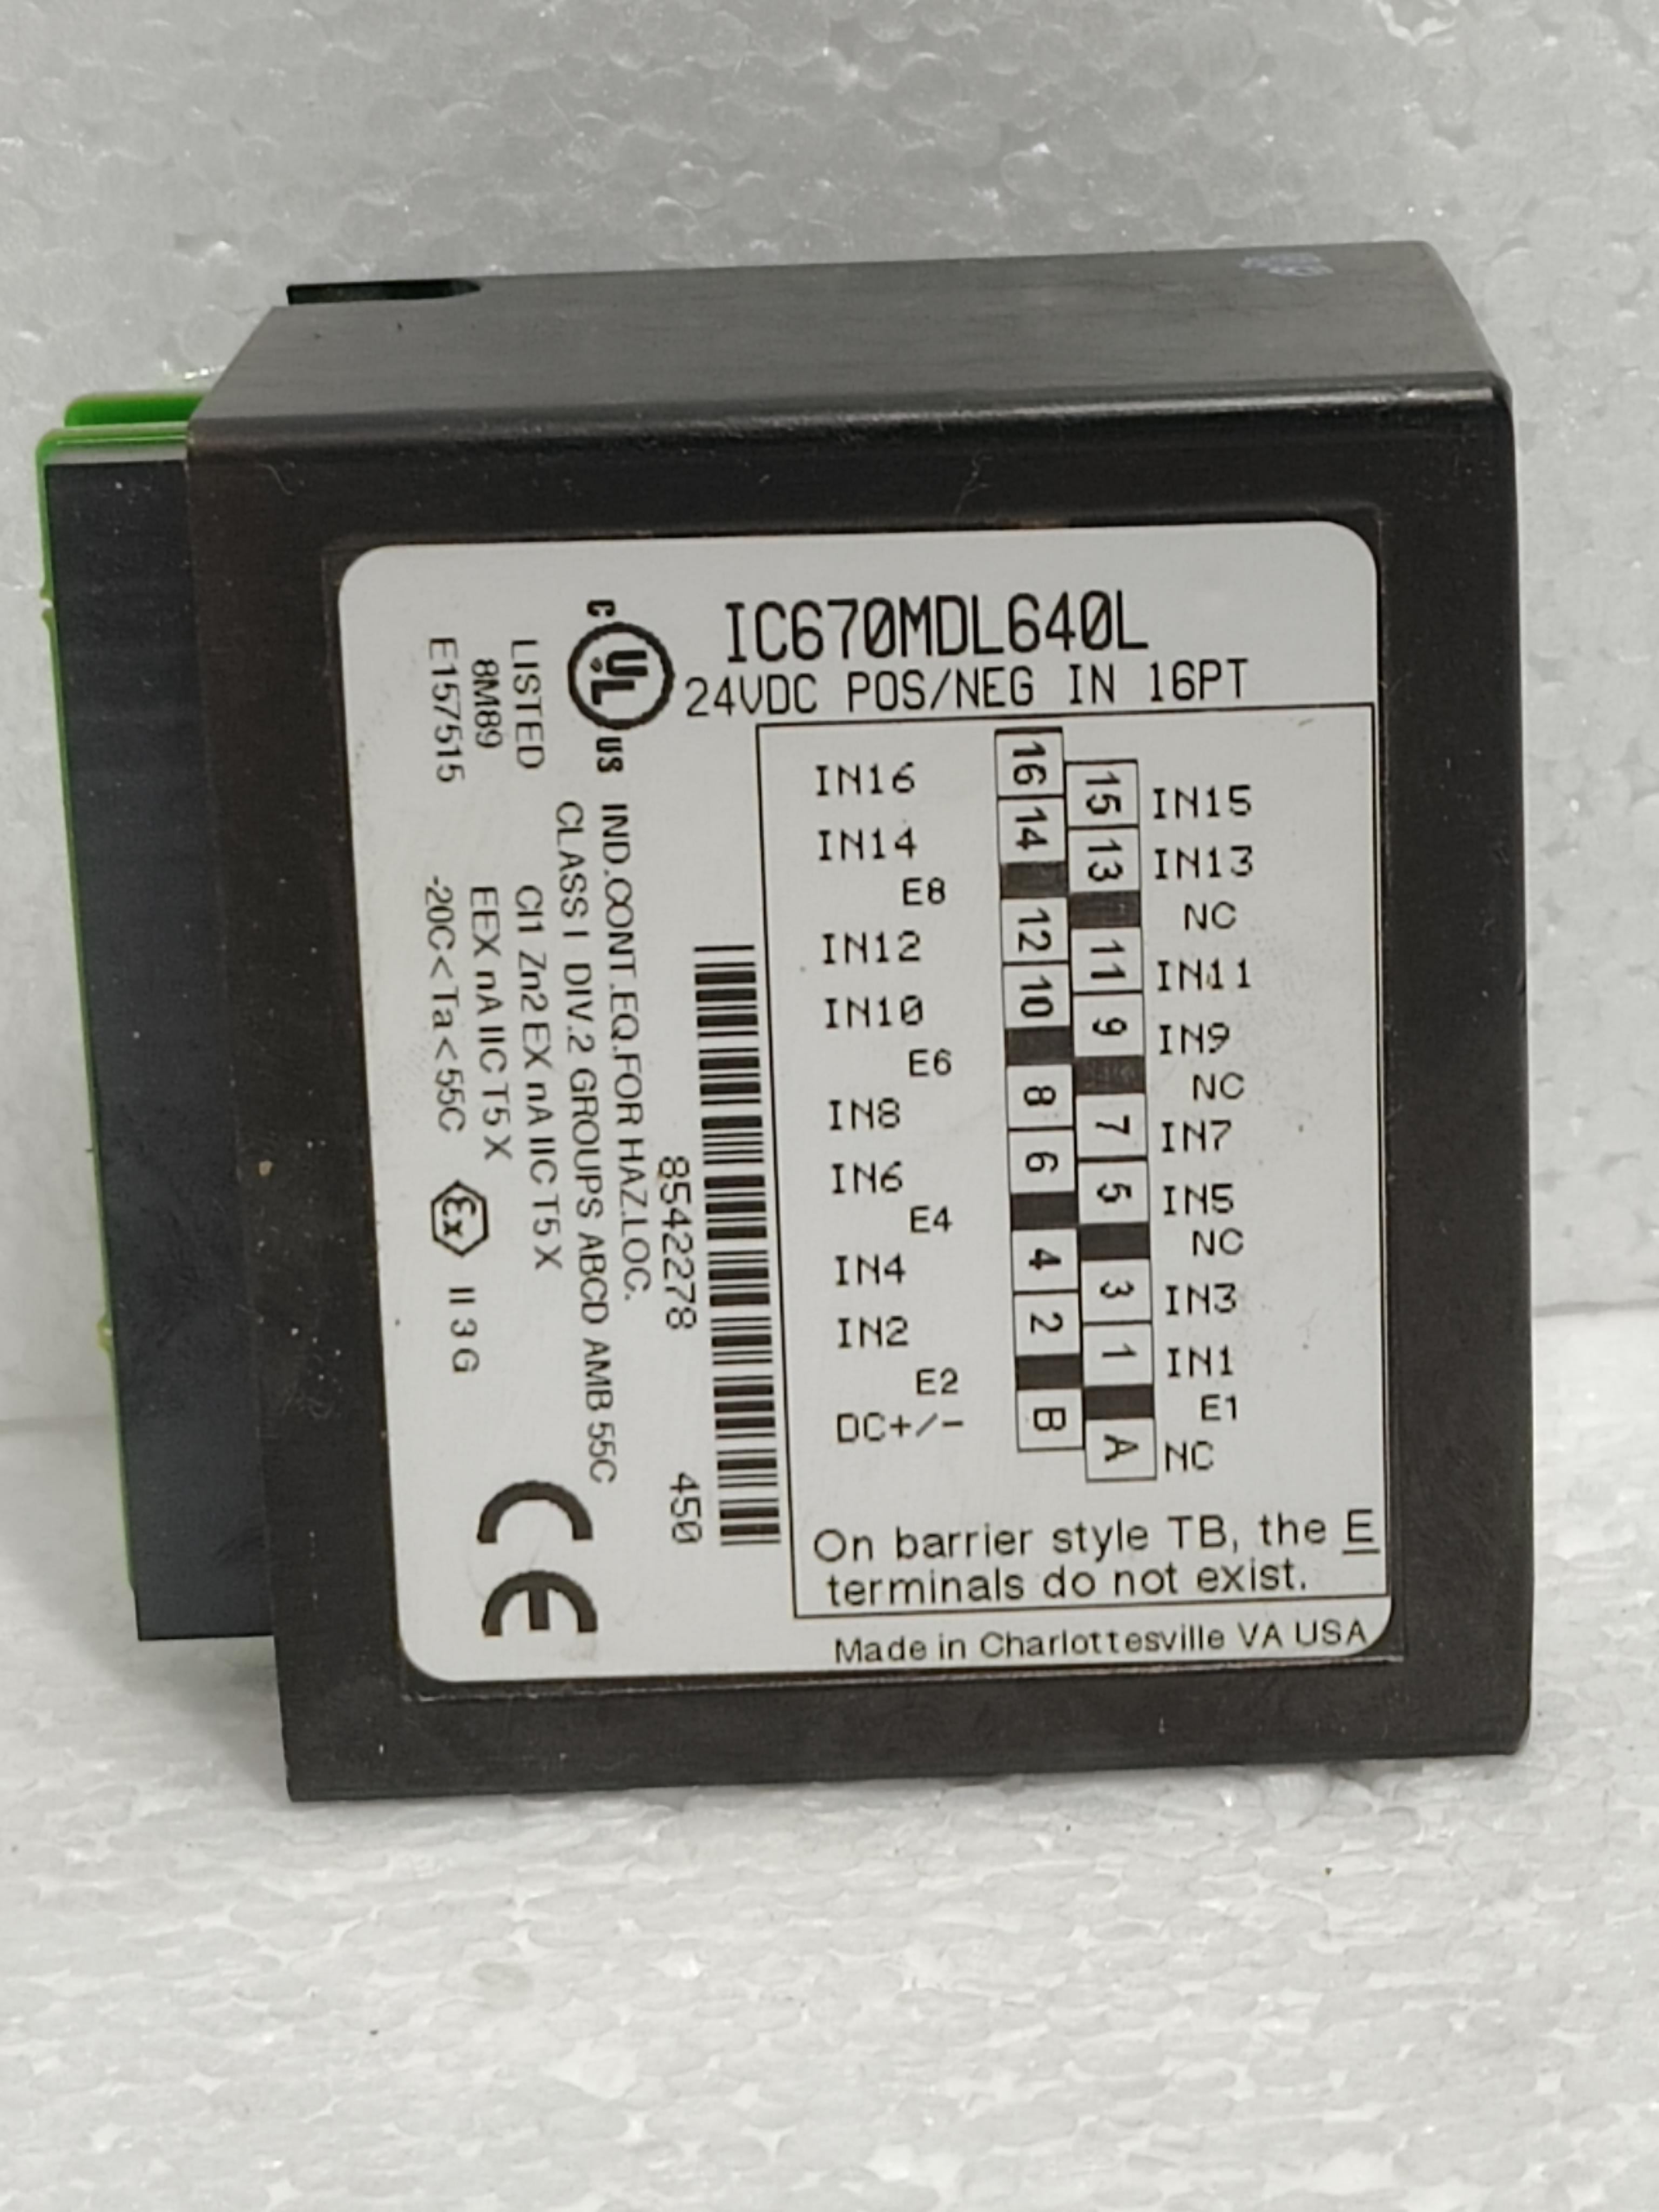 IC670MDL640L
24VDC POS/NEG IN 16PT
IN16 16 15 IN15
IN14 14 13 IN13
E8 NC
IN12 12 11 IN11
IN10 10 9 IN9
E6 NC
IN8 8 7 IN7
IN6 6 5 IN5
E4 NC
IN4 4 3 IN3
IN2 2 1 IN1
E2 E1
DC+/- B A NC
On barrier style TB, the E
terminals do not exist.
Made in Charlottesville VA USA
8542278 450
C UL US IND.CONT.EQ.FOR HAZ.LOC.
CLASS I DIV.2 GROUPS ABCD AMB 55C
LISTED Cl1 Zn2 EX nA IIC T5 X
8M89 EEX nA IIC T5 X
E157515 -20C<Ta<55C Ex II 3 G
CE